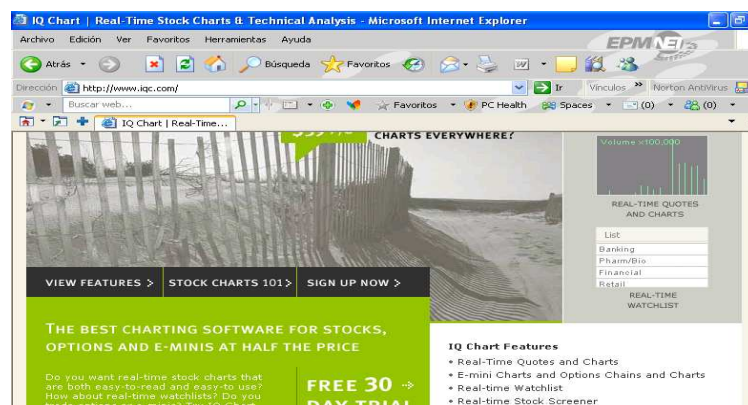 IQ Chart | Real-Time Stock Charts & Technical Analysis - Microsoft Internet Explorer
Archivo Edición Ver Favoritos Herramientas Ayuda
EPMNET
Atrás Búsqueda Favoritos
Dirección http://www.iqc.com/ Ir Vínculos Norton AntiVirus
Buscar web... Favoritos PC Health Spaces (0) (0)
IQ Chart | Real-Time...
CHARTS EVERYWHERE?
Volume x100,000
REAL-TIME QUOTES
AND CHARTS
List
Banking
Pharm/Bio
Financial
Retail
REAL-TIME
WATCHLIST
VIEW FEATURES > STOCK CHARTS 101 > SIGN UP NOW >
THE BEST CHARTING SOFTWARE FOR STOCKS,
OPTIONS AND E-MINIS AT HALF THE PRICE
Do you want real-time stock charts that
are both easy-to-read and easy-to use?
How about real-time watchlists? Do you
FREE 30
DAY TRIAL
IQ Chart Features
• Real-Time Quotes and Charts
• E-mini Charts and Options Chains and Charts
• Real-time Watchlist
• Real-time Stock Screener